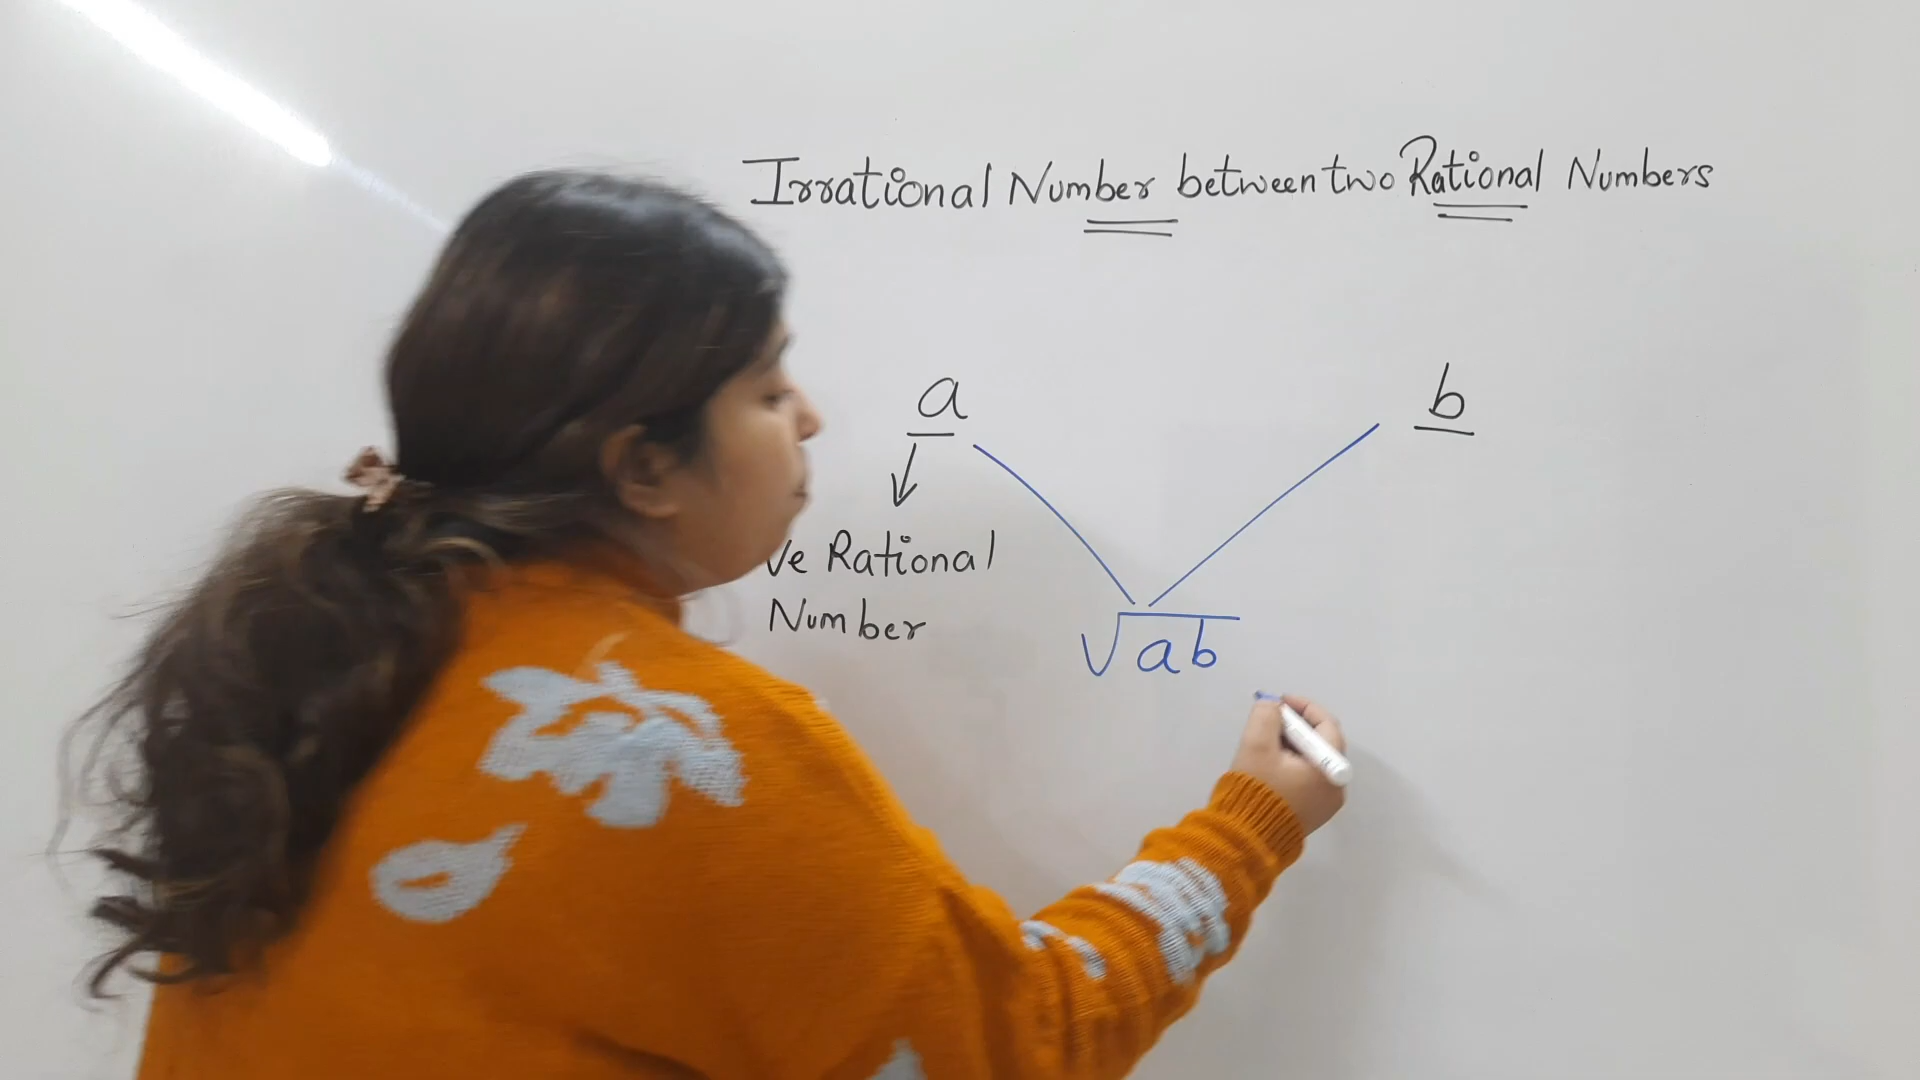 Irrational Number between two Rational Numbers
a b
ve Rational
Number
√ab